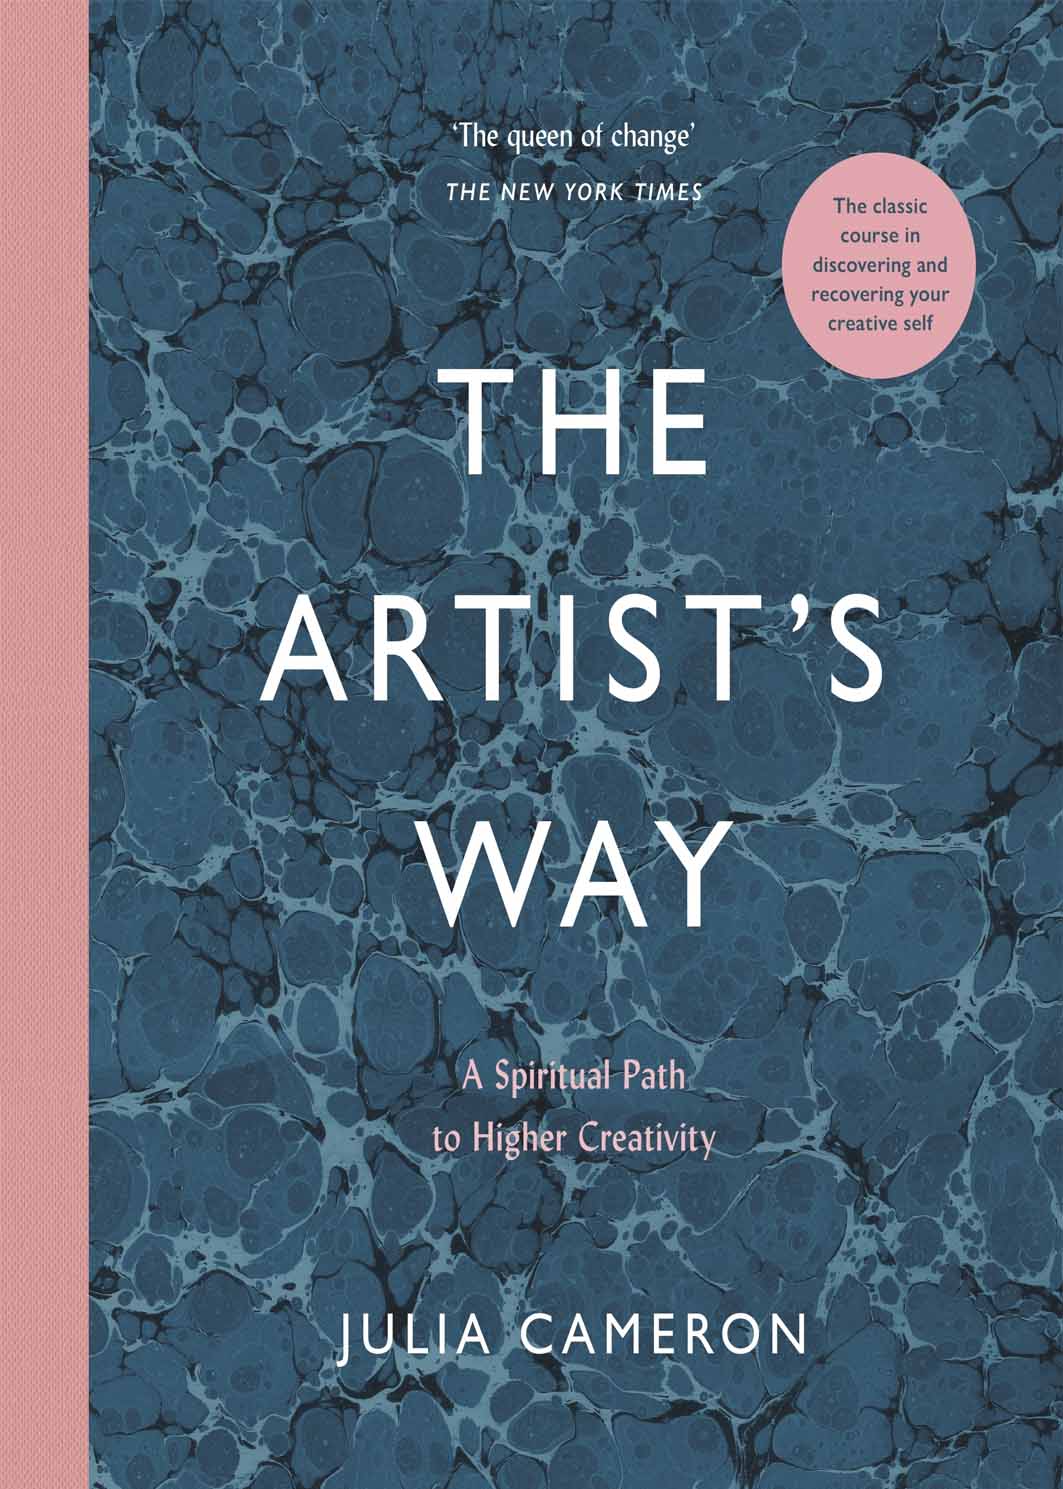 ‘The queen of change’
THE NEW YORK TIMES
The classic
course in
discovering and
recovering your
creative self
THE
ARTIST’S
WAY
A Spiritual Path
to Higher Creativity
JULIA CAMERON